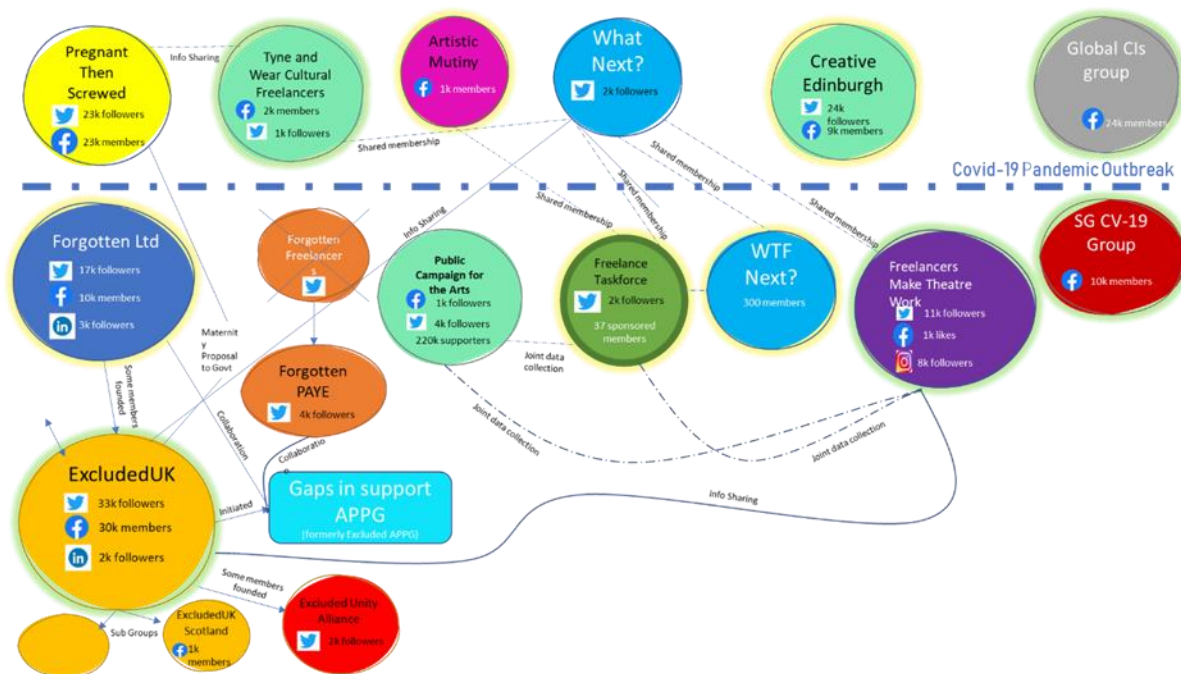 Pregnant
Then
Screwed
23k followers
23k members
Info Sharing
Tyne and
Wear Cultural
Freelancers
2k members
1k followers
Artistic
Mutiny
1k members
What
Next?
2k followers
Creative
Edinburgh
24k
followers
9k members
Global CIs
group
24k members
Shared membership
Shared membership
Shared membership
Shared membership
Shared membership
Covid-19 Pandemic Outbreak
Forgotten Ltd
17k followers
10k members
3k followers
Forgotten
Freelancer
s
Info Sharing
Public
Campaign for
the Arts
1k followers
4k followers
220k supporters
Freelance
Taskforce
2k followers
37 sponsored
members
WTF
Next?
300 members
Freelancers
Make Theatre
Work
11k followers
1k likes
8k followers
SG CV-19
Group
10k members
Maternit
y
Proposal
to Govt
Joint data
collection
Some members
founded
Forgotten
PAYE
4k followers
Collaboration
Collaboratio
n
Joint data collection
Joint data collection
ExcludedUK
33k followers
30k members
2k followers
Initiated
Gaps in support
APPG
(formerly Excluded APPG)
Info Sharing
Some members
founded
Sub Groups
ExcludedUK
Scotland
1k
members
Excluded Unity
Alliance
2k followers